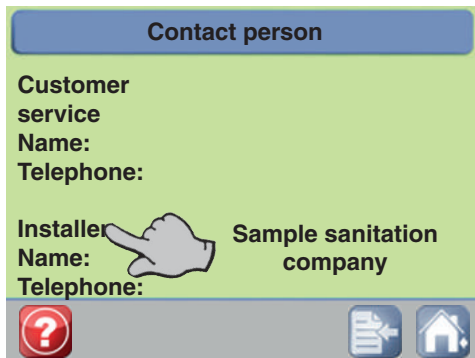 Contact person
Customer
service
Name:
Telephone:
Installer
Name:
Telephone:
Sample sanitation
company
?